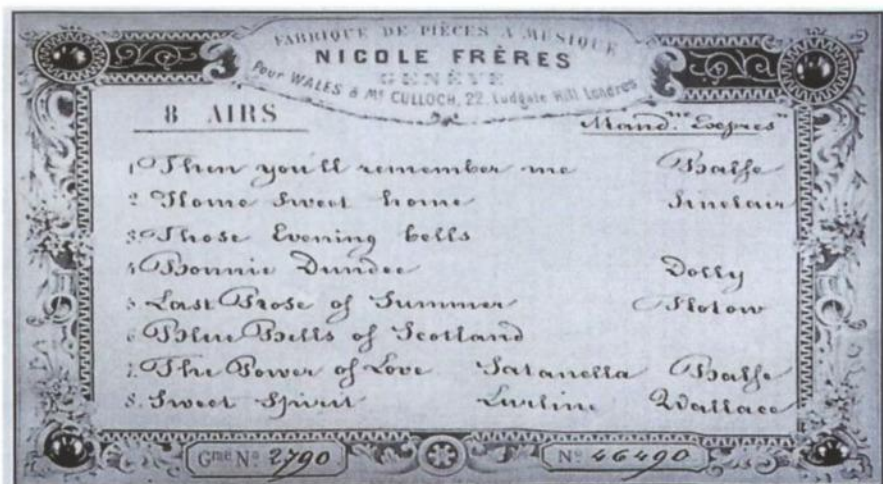 FABRIQUE DE PIÈCES A MUSIQUE
NICOLE FRÈRES
GENÈVE
Pour WALES & Mc CULLOCH, 22, Ludgate Hill Londres
8 AIRS Mand.ne Expres.
1. Then you'll remember me Balfe
2. Home Sweet home Sinclair
3. Those Evening bells
4. Bonnie Dundee Dolly
5. Last Rose of Summer Flotow
6. Blue Bells of Scotland
7. The Power of Love Satanella Balfe
8. Sweet Spirit Lurline Wallace
Gme No. 2790 No. 46490